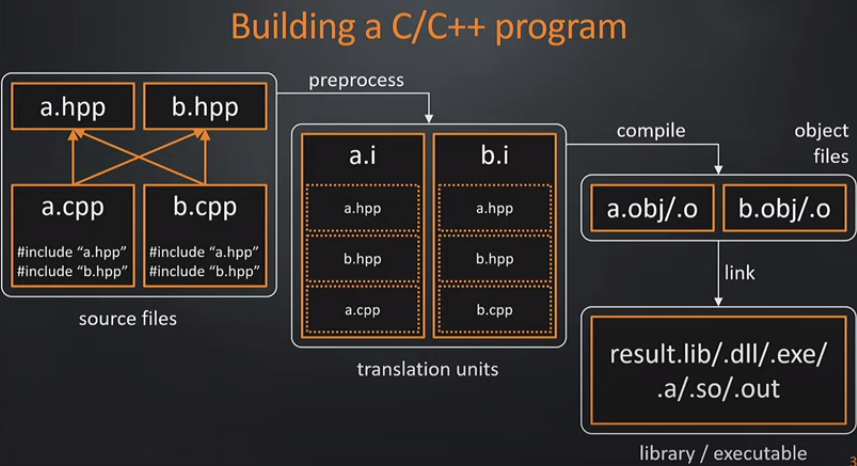 Building a C/C++ program
preprocess
a.hpp
b.hpp
a.cpp
#include "a.hpp"
#include "b.hpp"
b.cpp
#include "a.hpp"
#include "b.hpp"
source files
a.i
a.hpp
b.hpp
a.cpp
b.i
a.hpp
b.hpp
b.cpp
translation units
compile
object
files
a.obj/.o
b.obj/.o
link
result.lib/.dll/.exe/
.a/.so/.out
library / executable
3